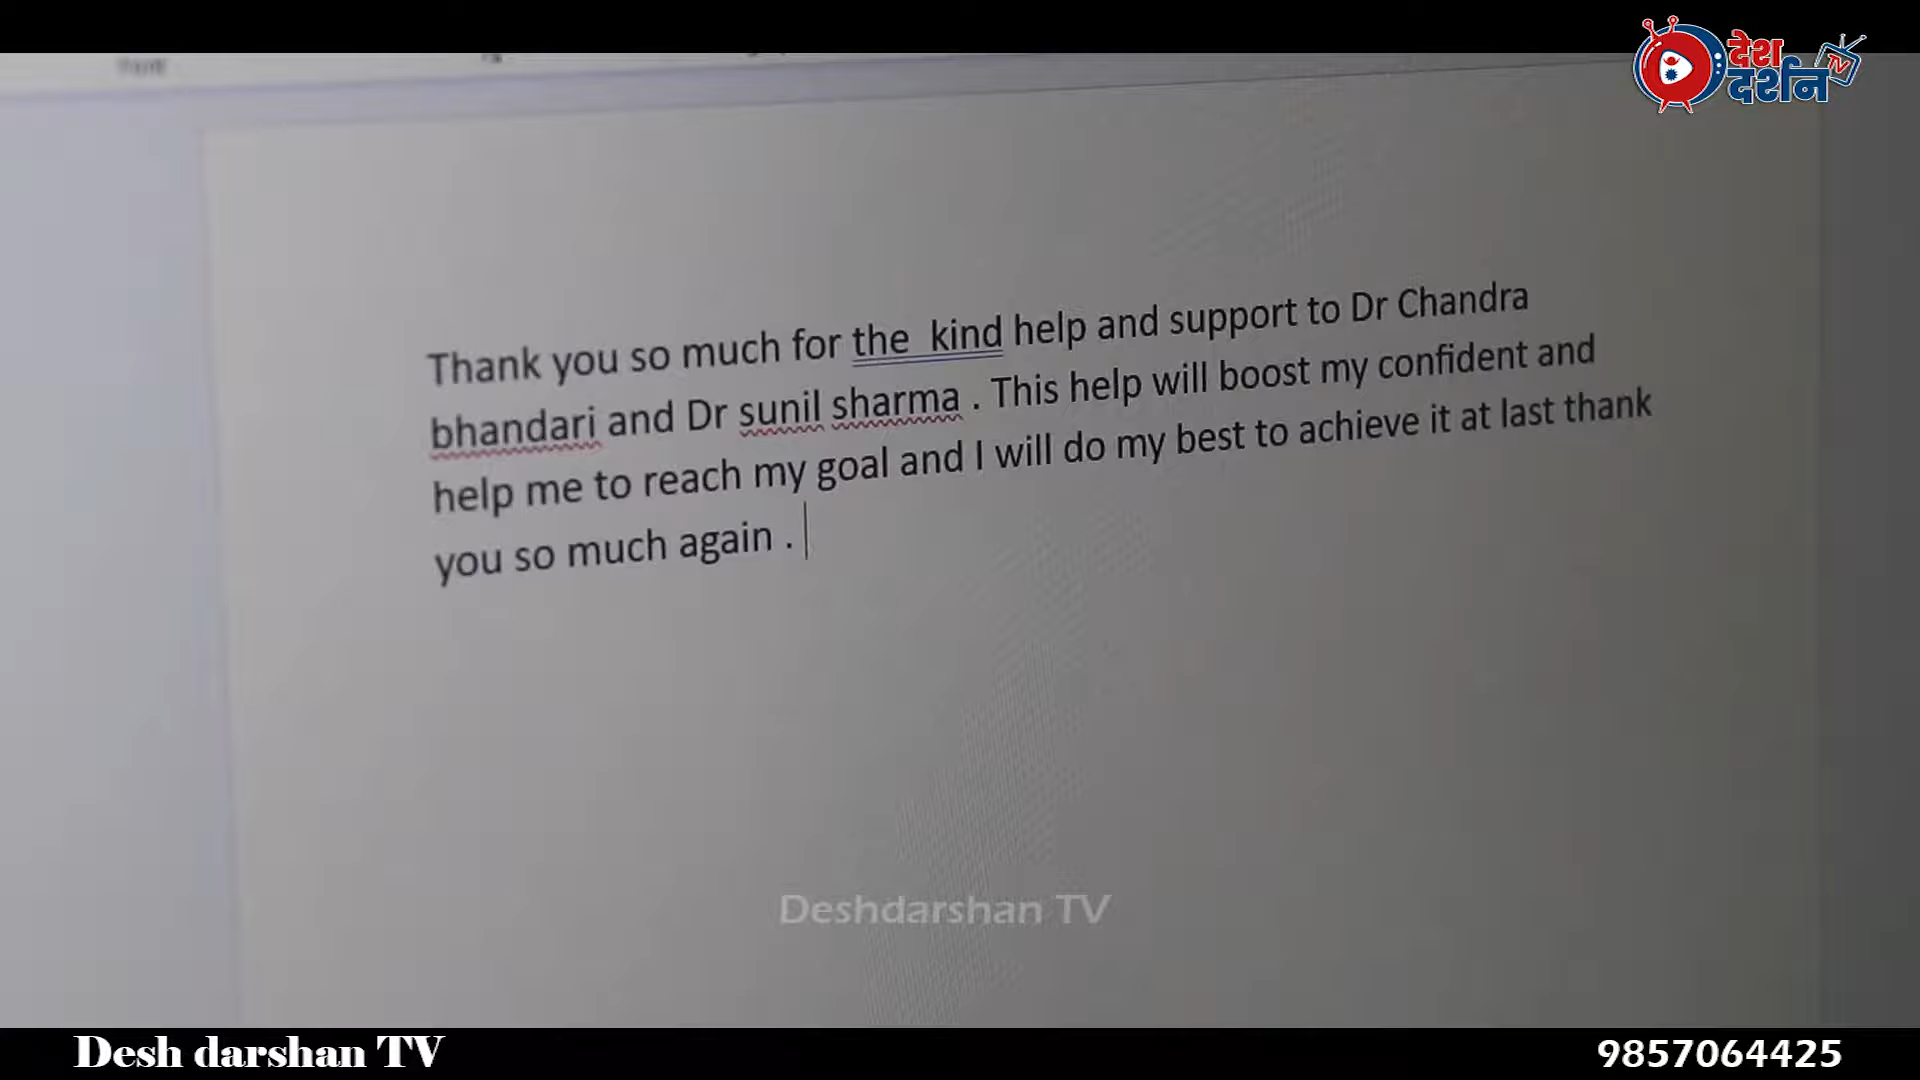 Font
देश
दर्शन
TV
Thank you so much for the  kind help and support to Dr Chandra
bhandari and Dr sunil sharma . This help will boost my confident and
help me to reach my goal and I will do my best to achieve it at last thank
you so much again .
Deshdarshan TV
Desh darshan TV
9857064425